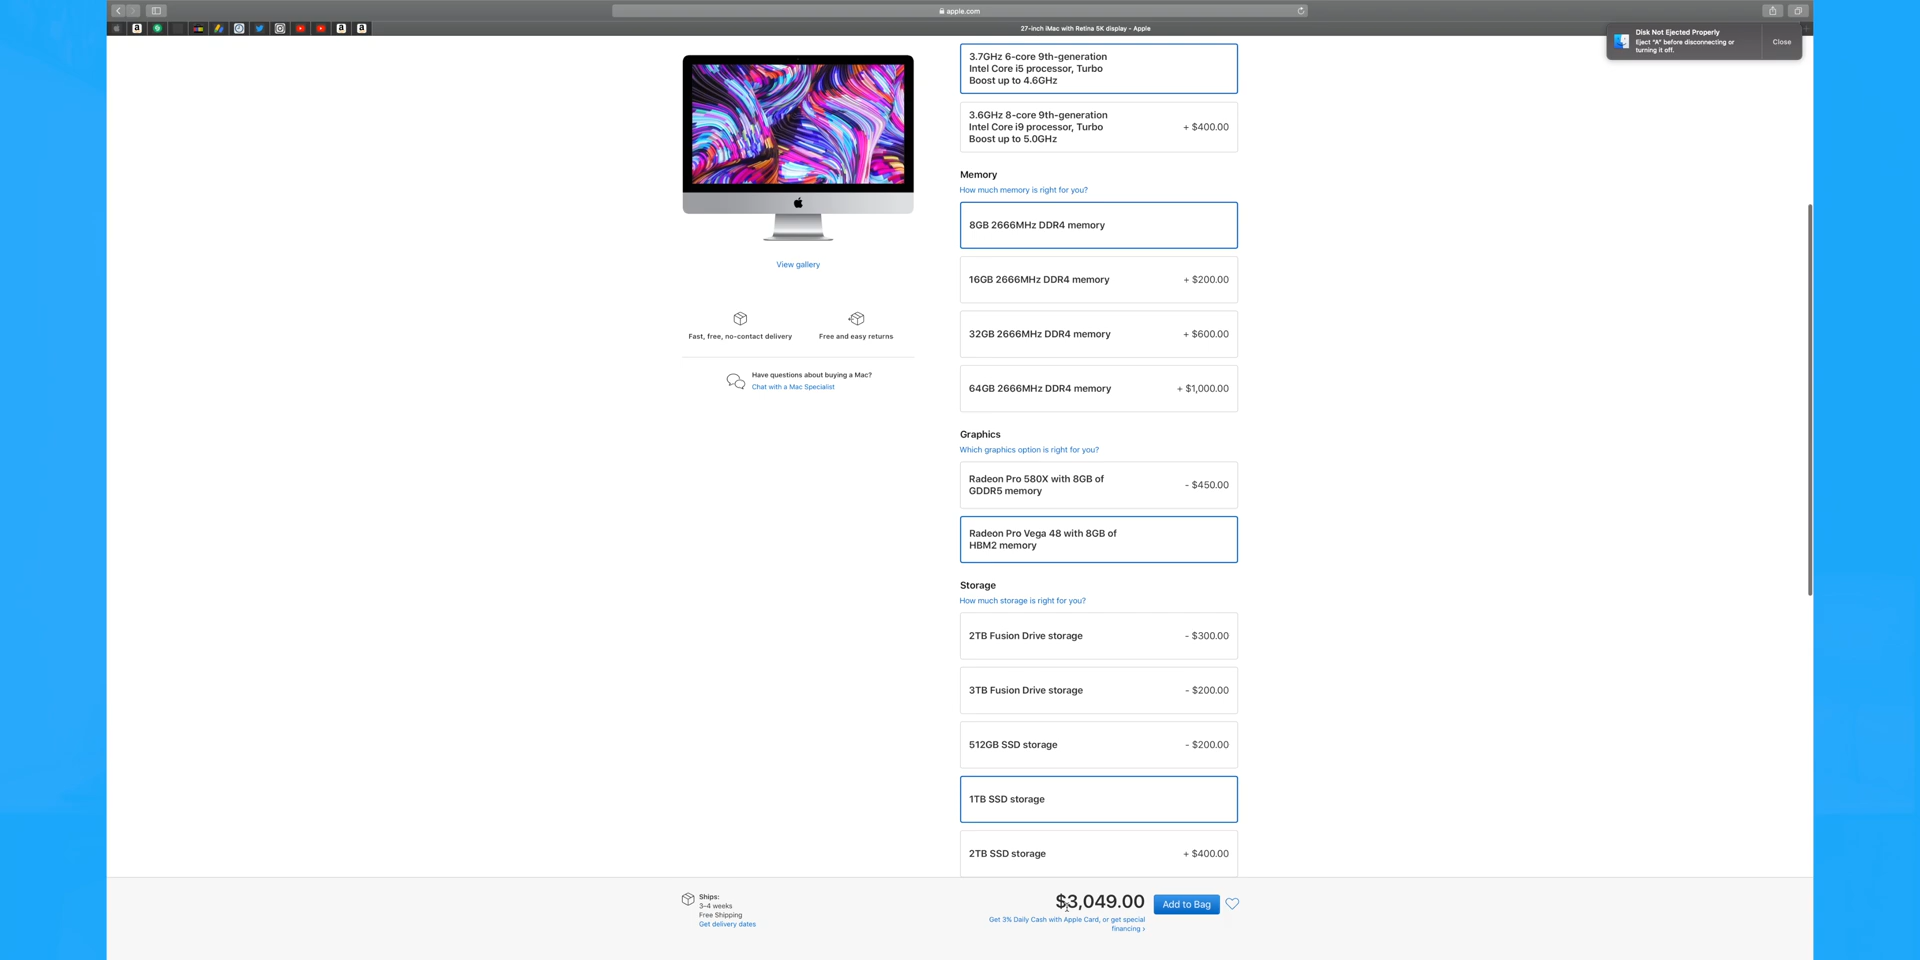 apple.com
27-inch iMac with Retina 5K display - Apple
Disk Not Ejected Properly
Eject "A" before disconnecting or
turning it off.
Close
3.7GHz 6-core 9th-generation
Intel Core i5 processor, Turbo
Boost up to 4.6GHz
3.6GHz 8-core 9th-generation
Intel Core i9 processor, Turbo
Boost up to 5.0GHz
+ $400.00
Memory
How much memory is right for you?
8GB 2666MHz DDR4 memory
16GB 2666MHz DDR4 memory + $200.00
32GB 2666MHz DDR4 memory + $600.00
64GB 2666MHz DDR4 memory + $1,000.00
View gallery
Fast, free, no-contact delivery
Free and easy returns
Have questions about buying a Mac?
Chat with a Mac Specialist
Graphics
Which graphics option is right for you?
Radeon Pro 580X with 8GB of
GDDR5 memory
- $450.00
Radeon Pro Vega 48 with 8GB of
HBM2 memory
Storage
How much storage is right for you?
2TB Fusion Drive storage - $300.00
3TB Fusion Drive storage - $200.00
512GB SSD storage - $200.00
1TB SSD storage
2TB SSD storage + $400.00
Ships:
3–4 weeks
Free Shipping
Get delivery dates
$3,049.00
Add to Bag
Get 3% Daily Cash with Apple Card, or get special
financing ›